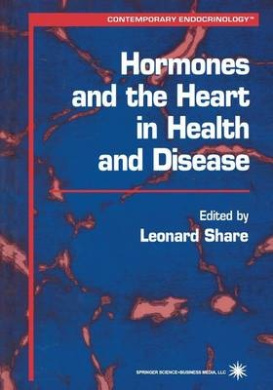 CONTEMPORARY ENDOCRINOLOGY™
Hormones
and the Heart
in Health
and Disease
Edited by
Leonard Share
SPRINGER SCIENCE+BUSINESS MEDIA, LLC